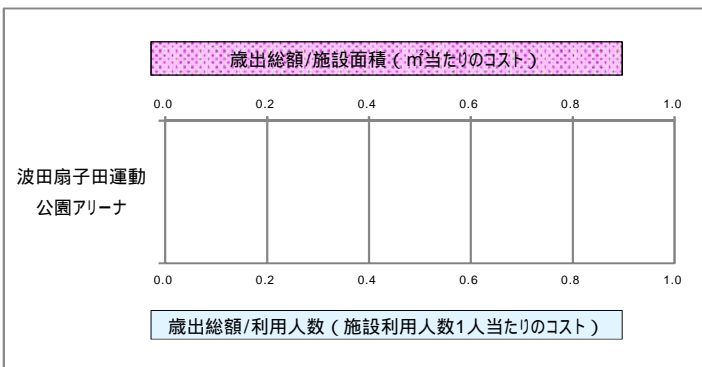 歳出総額/施設面積（㎡当たりのコスト）
0.0 0.2 0.4 0.6 0.8 1.0
波田扇子田運動
公園アリーナ
0.0 0.2 0.4 0.6 0.8 1.0
歳出総額/利用人数（施設利用人数1人当たりのコスト）